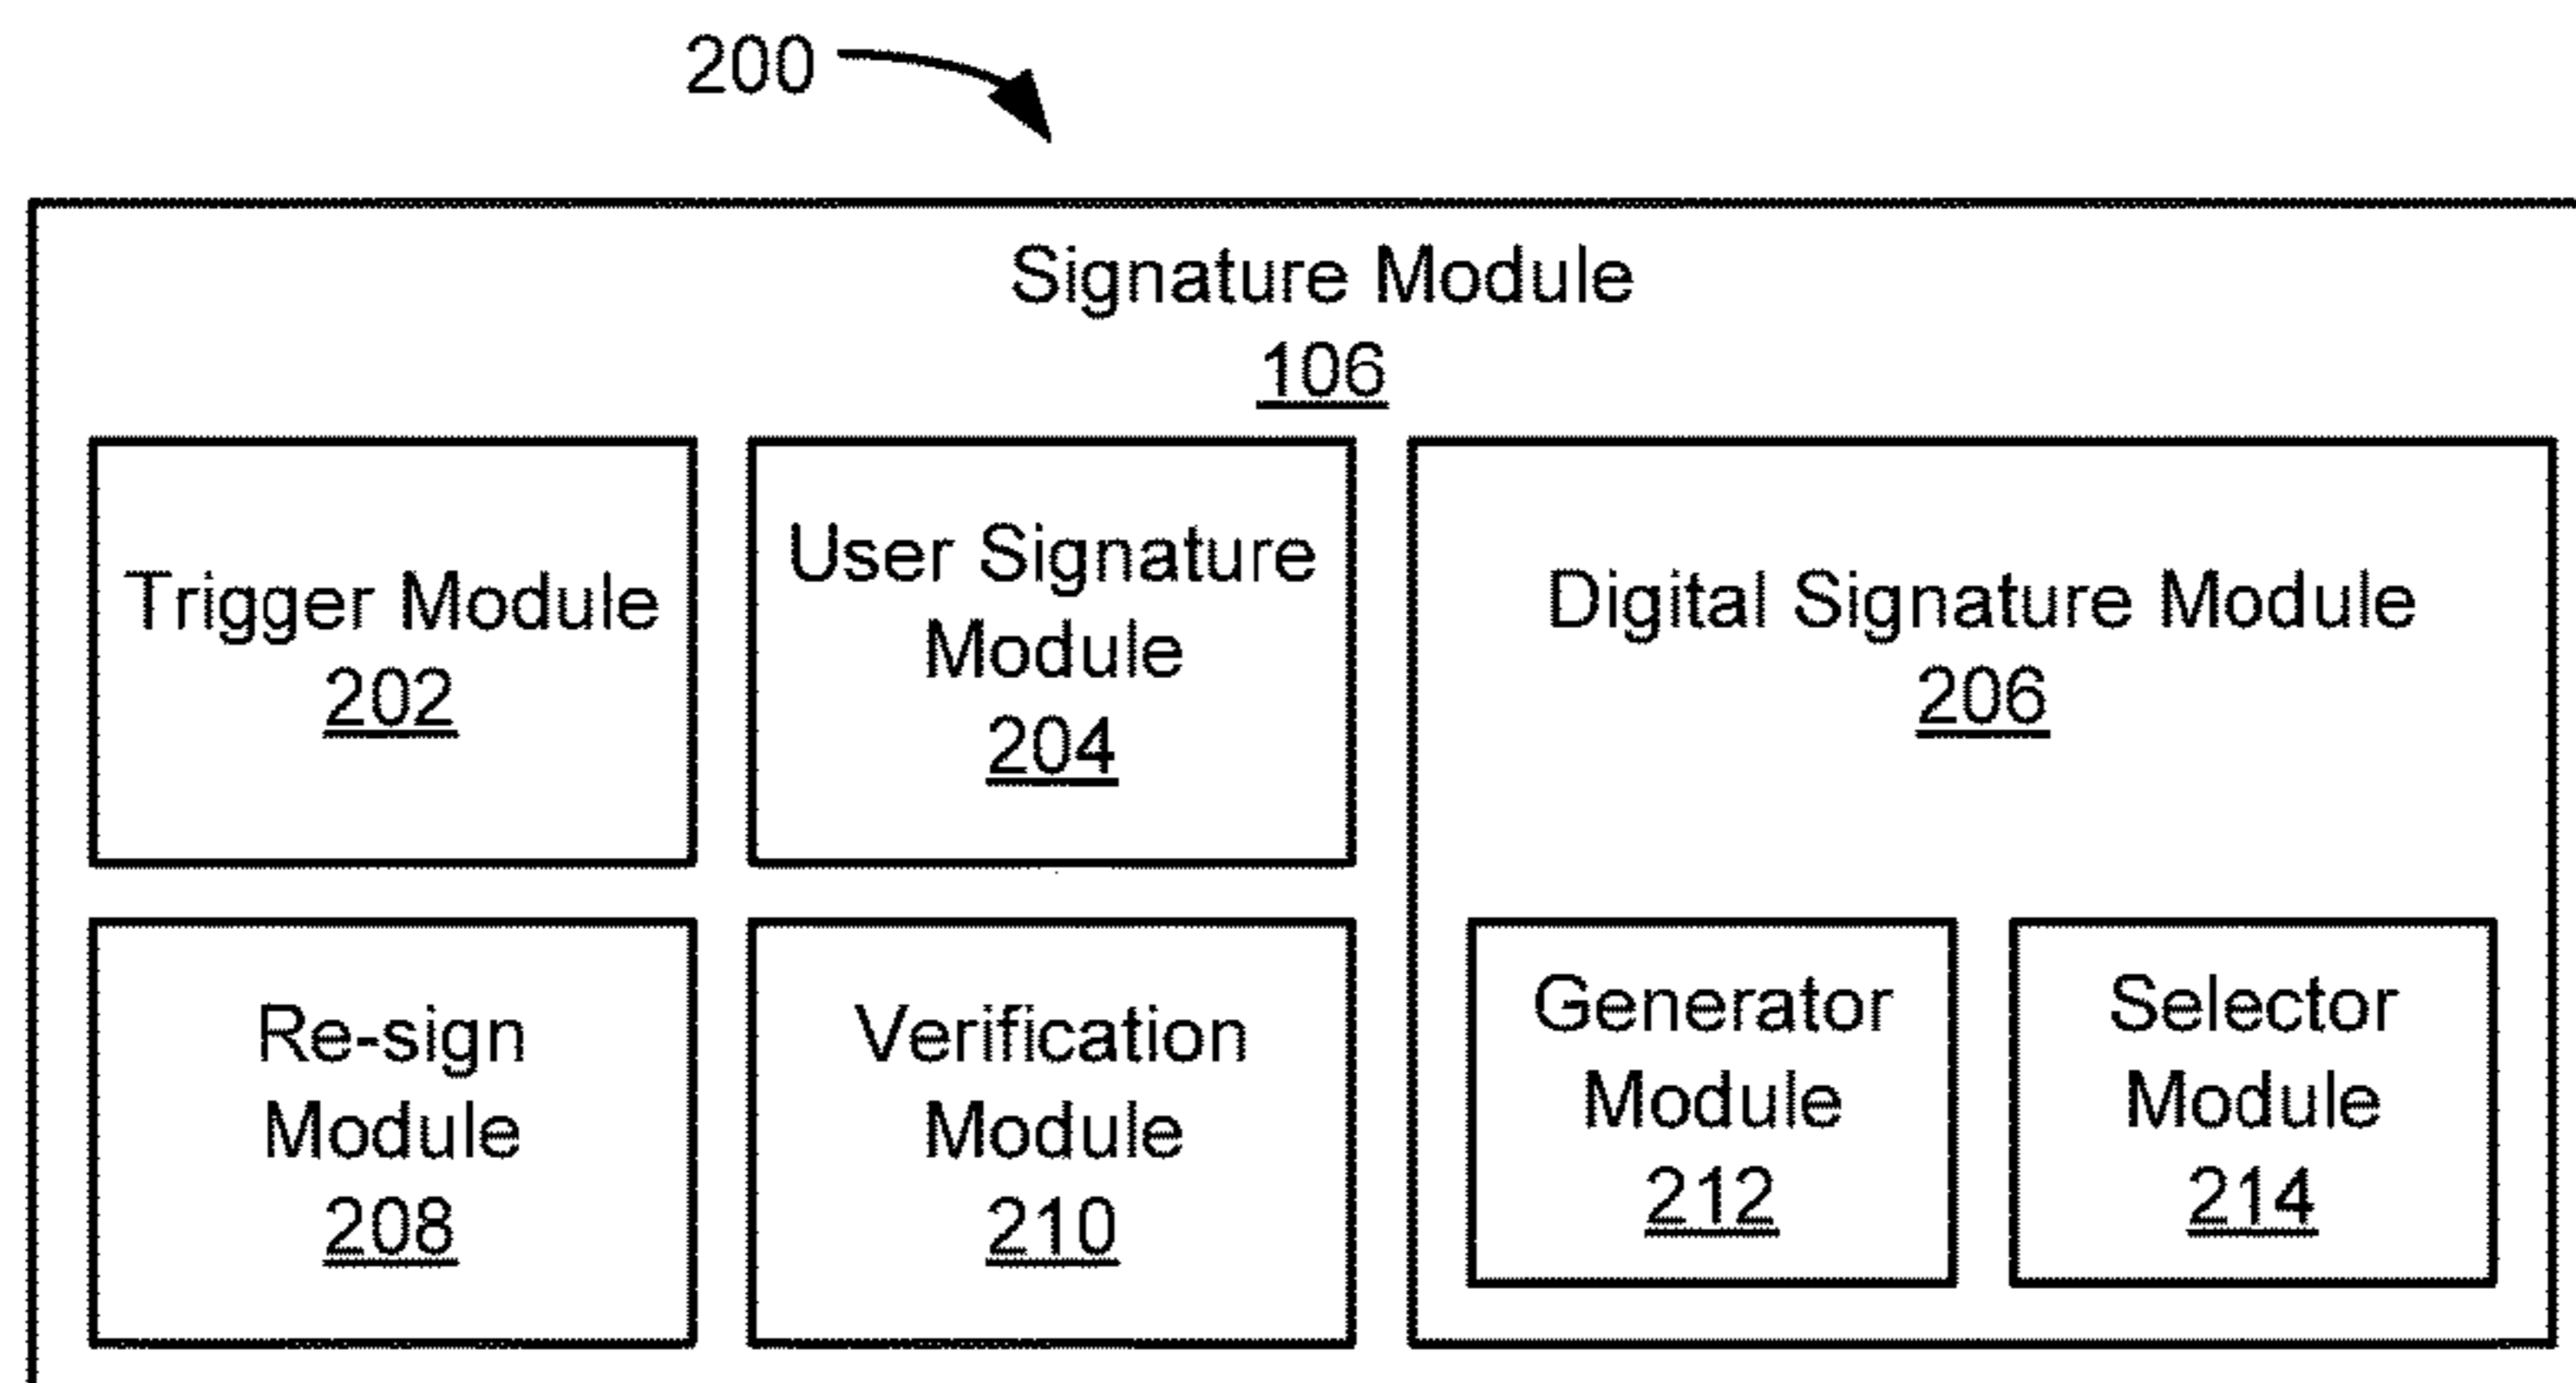 200
Signature Module
106
Trigger Module
202
User Signature
Module
204
Digital Signature Module
206
Re-sign
Module
208
Verification
Module
210
Generator
Module
212
Selector
Module
214